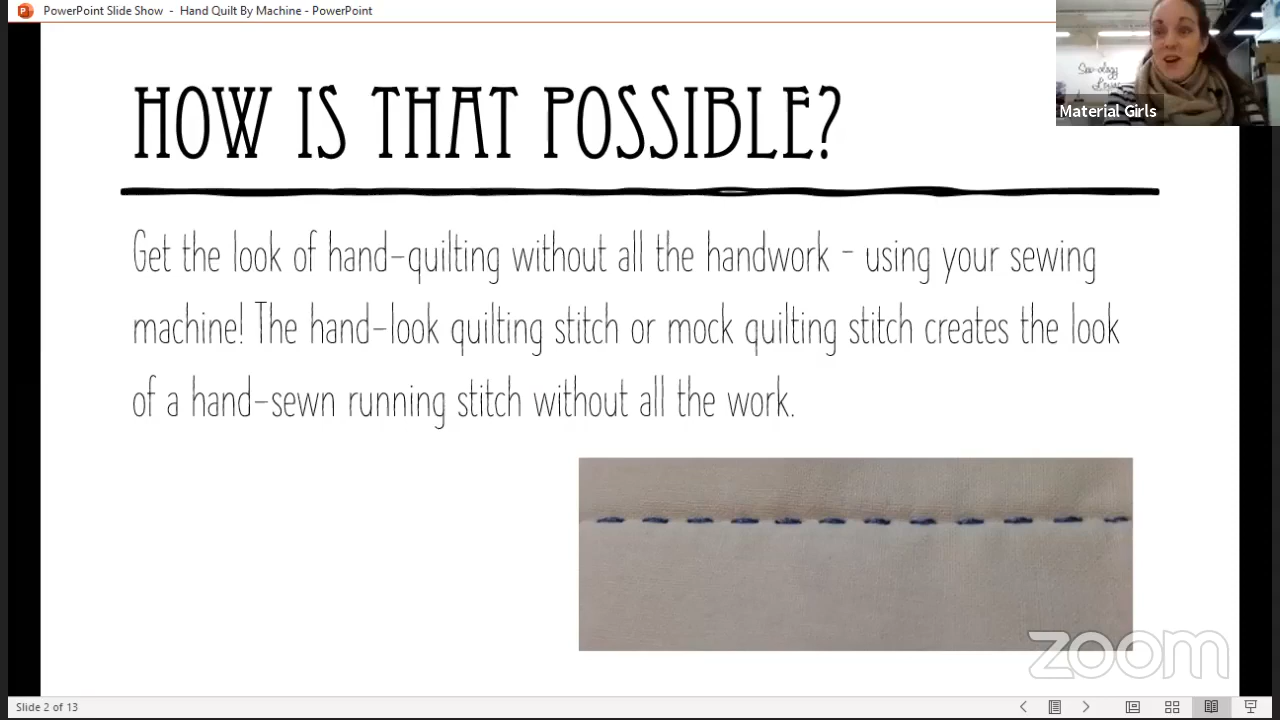 PowerPoint Slide Show - Hand Quilt By Machine - PowerPoint
HOW IS THAT POSSIBLE?
Sew-ology
Material Girls
Get the look of hand-quilting without all the handwork - using your sewing
machine! The hand-look quilting stitch or mock quilting stitch creates the look
of a hand-sewn running stitch without all the work.
zoom
Slide 2 of 13